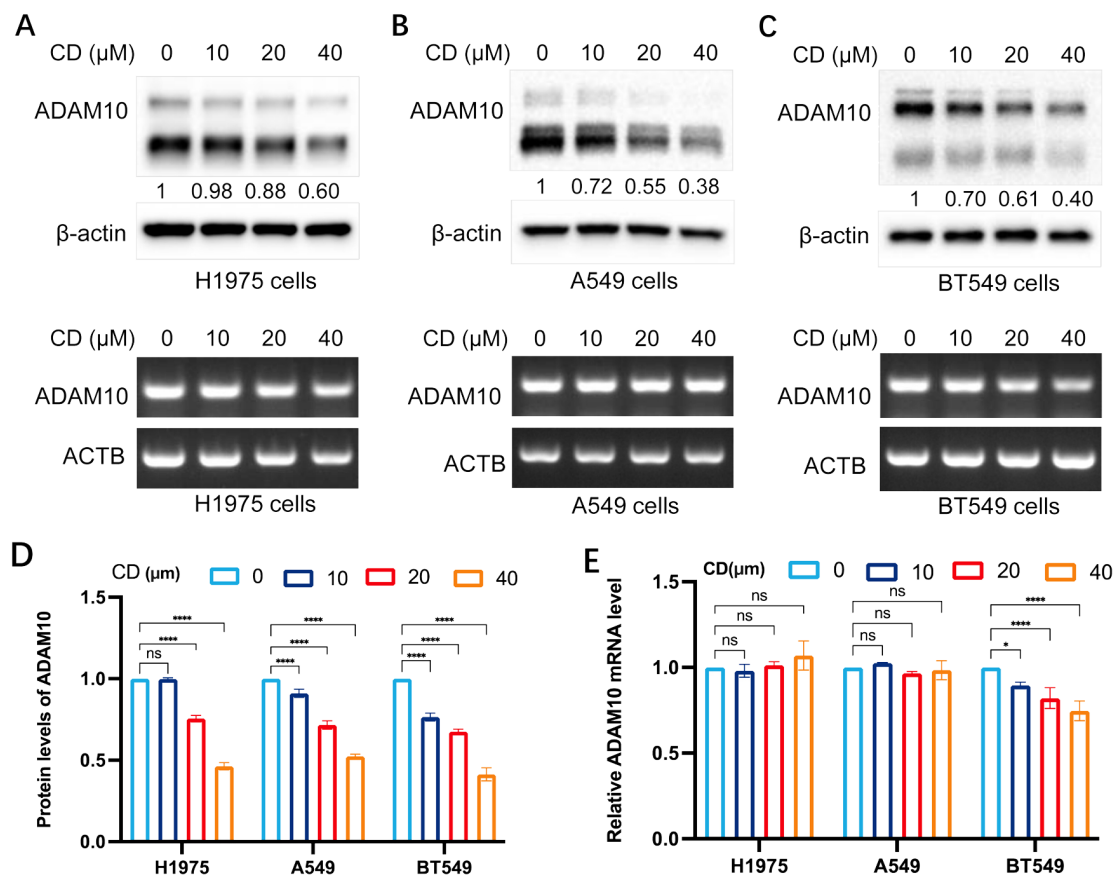 A
CD (μM) 0 10 20 40
ADAM10
1 0.98 0.88 0.60
β-actin
H1975 cells
CD (μM) 0 10 20 40
ADAM10
ACTB
H1975 cells
B
CD (μM) 0 10 20 40
ADAM10
1 0.72 0.55 0.38
β-actin
A549 cells
CD (μM) 0 10 20 40
ADAM10
ACTB
A549 cells
C
CD (μM) 0 10 20 40
ADAM10
1 0.70 0.61 0.40
β-actin
BT549 cells
CD (μM) 0 10 20 40
ADAM10
ACTB
BT549 cells
D
CD (μm) 0 10 20 40
Protein levels of ADAM10
1.5
1.0
0.5
0.0
****
****
ns
****
****
****
****
****
****
H1975 A549 BT549
E
CD(μm) 0 10 20 40
Relative ADAM10 mRNA level
1.5
1.0
0.5
0.0
ns
ns
ns
ns
ns
ns
****
****
*
H1975 A549 BT549